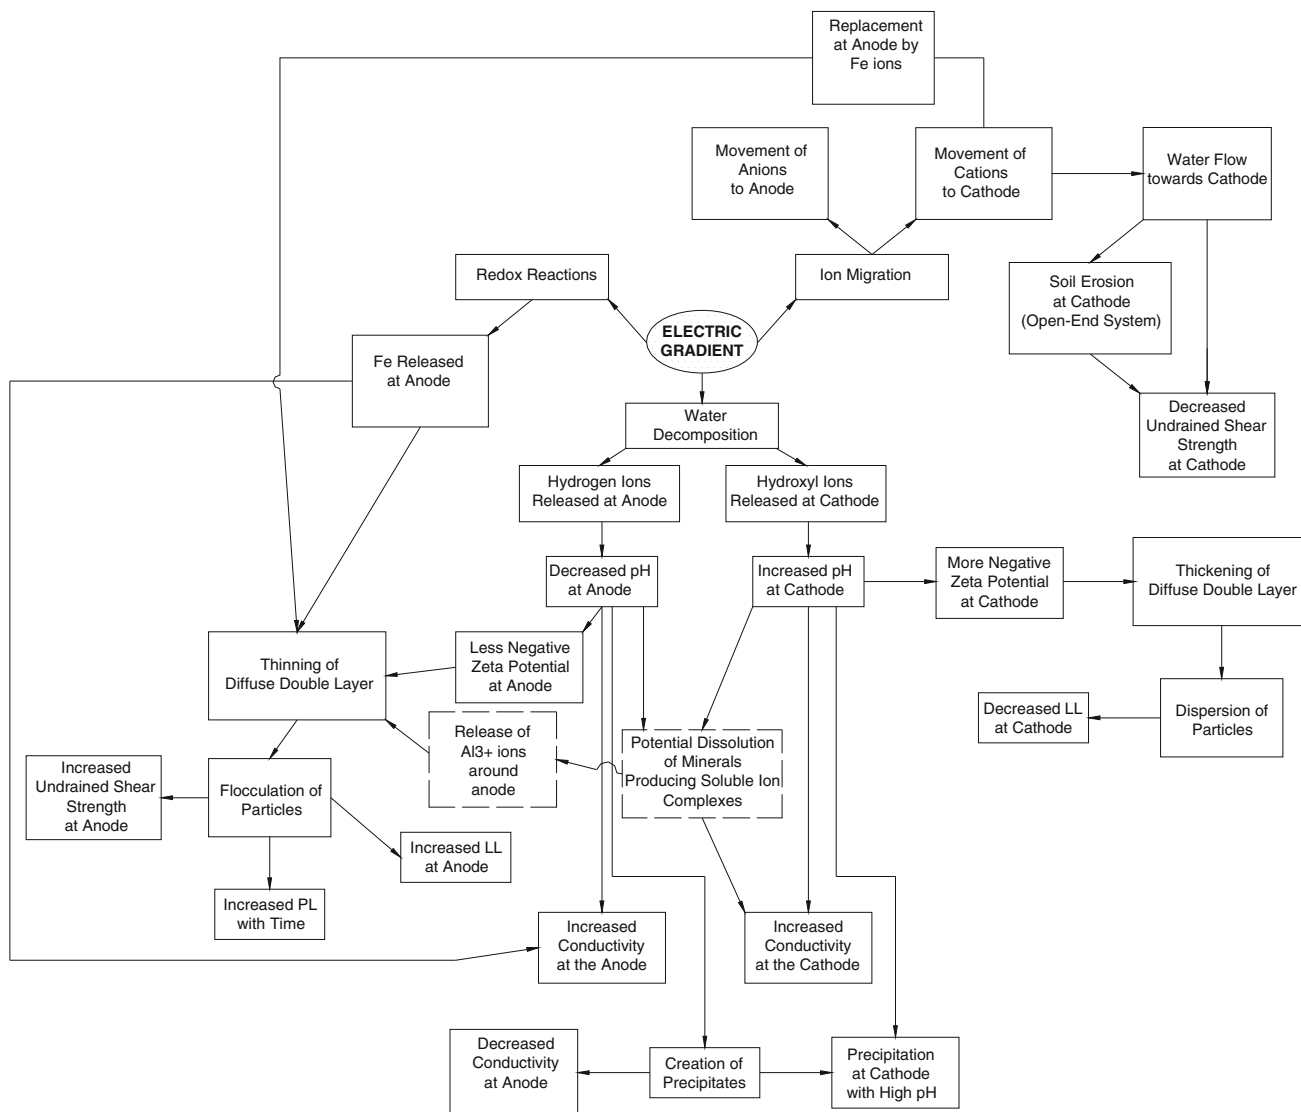 Replacement
at Anode by
Fe ions
Movement of
Anions
to Anode
Movement of
Cations
to Cathode
Water Flow
towards Cathode
Redox Reactions
Ion Migration
Soil Erosion
at Cathode
(Open-End System)
ELECTRIC
GRADIENT
Fe Released
at Anode
Water
Decomposition
Decreased
Undrained Shear
Strength
at Cathode
Hydrogen Ions
Released at Anode
Hydroxyl Ions
Released at Cathode
Decreased pH
at Anode
Increased pH
at Cathode
More Negative
Zeta Potential
at Cathode
Thickening of
Diffuse Double Layer
Thinning of
Diffuse Double Layer
Less Negative
Zeta Potential
at Anode
Decreased LL
at Cathode
Dispersion of
Particles
Release of
Al3+ ions
around
anode
Potential Dissolution
of Minerals
Producing Soluble Ion
Complexes
Increased
Undrained Shear
Strength
at Anode
Flocculation of
Particles
Increased LL
at Anode
Increased PL
with Time
Increased
Conductivity
at the Anode
Increased
Conductivity
at the Cathode
Decreased
Conductivity
at Anode
Creation of
Precipitates
Precipitation
at Cathode
with High pH